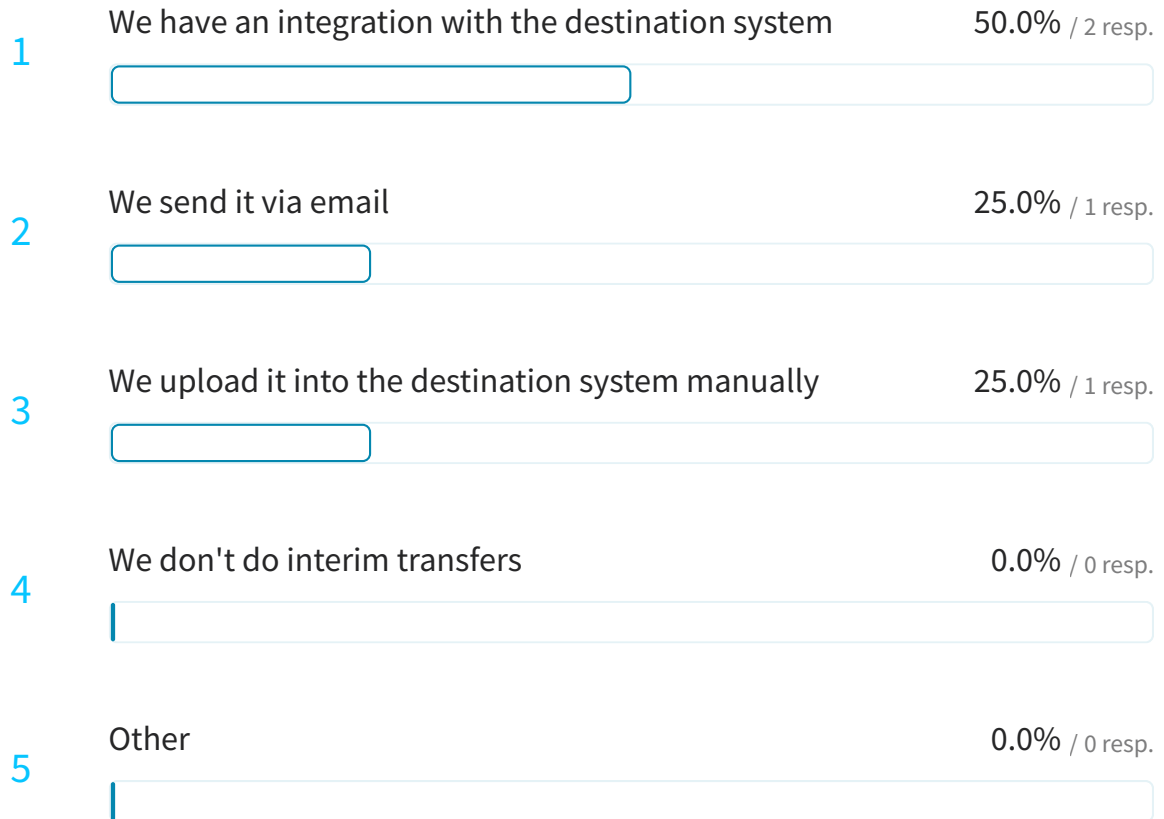 1
We have an integration with the destination system 50.0% / 2 resp.
2
We send it via email 25.0% / 1 resp.
3
We upload it into the destination system manually 25.0% / 1 resp.
4
We don't do interim transfers 0.0% / 0 resp.
5
Other 0.0% / 0 resp.